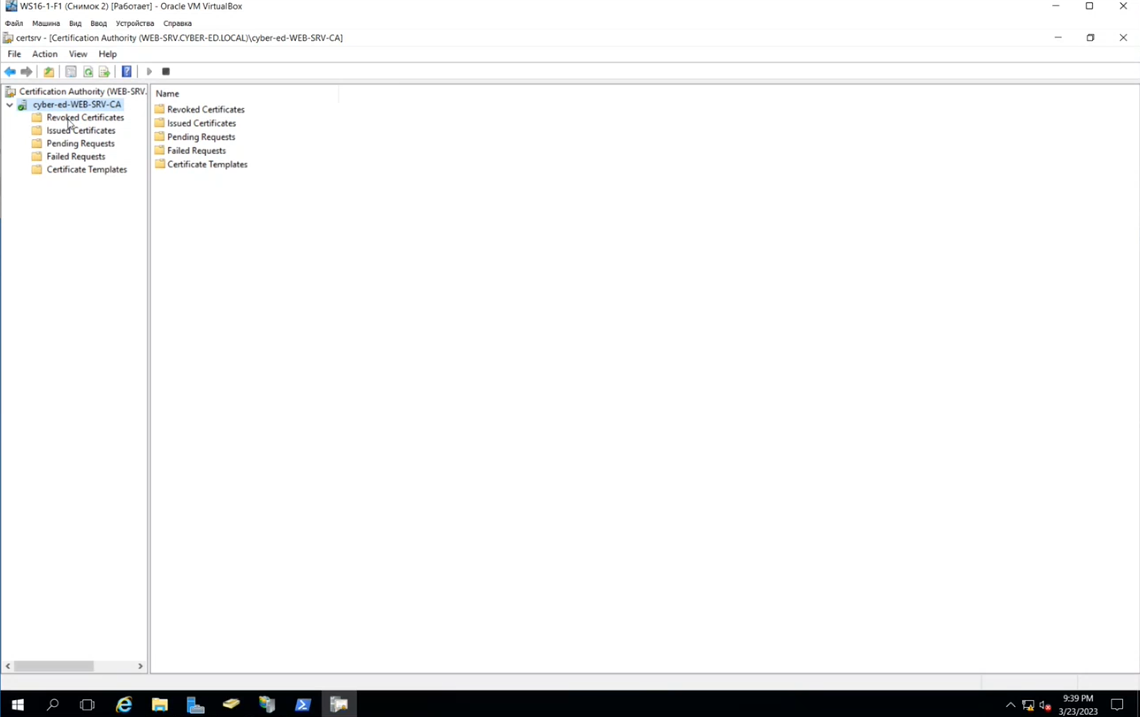 WS16-1-F1 (Снимок 2) [Работает] - Oracle VM VirtualBox
Файл Машина Вид Ввод Устройства Справка
certsrv - [Certification Authority (WEB-SRV.CYBER-ED.LOCAL)\cyber-ed-WEB-SRV-CA]
File Action View Help
Certification Authority (WEB-SRV.
cyber-ed-WEB-SRV-CA
Revoked Certificates
Issued Certificates
Pending Requests
Failed Requests
Certificate Templates
Name
Revoked Certificates
Issued Certificates
Pending Requests
Failed Requests
Certificate Templates
9:39 PM
3/23/2023